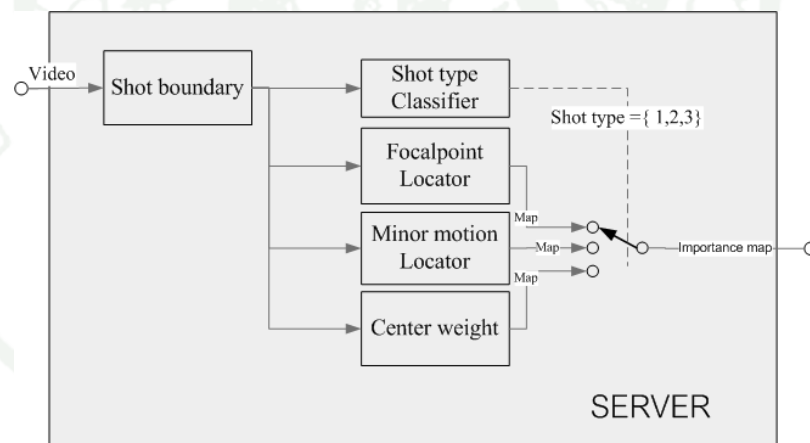 Video
Shot boundary
Shot type
Classifier
Shot type ={ 1,2,3}
Focalpoint
Locator
Map
Minor motion
Locator
Map
Importance map
Map
Center weight
SERVER